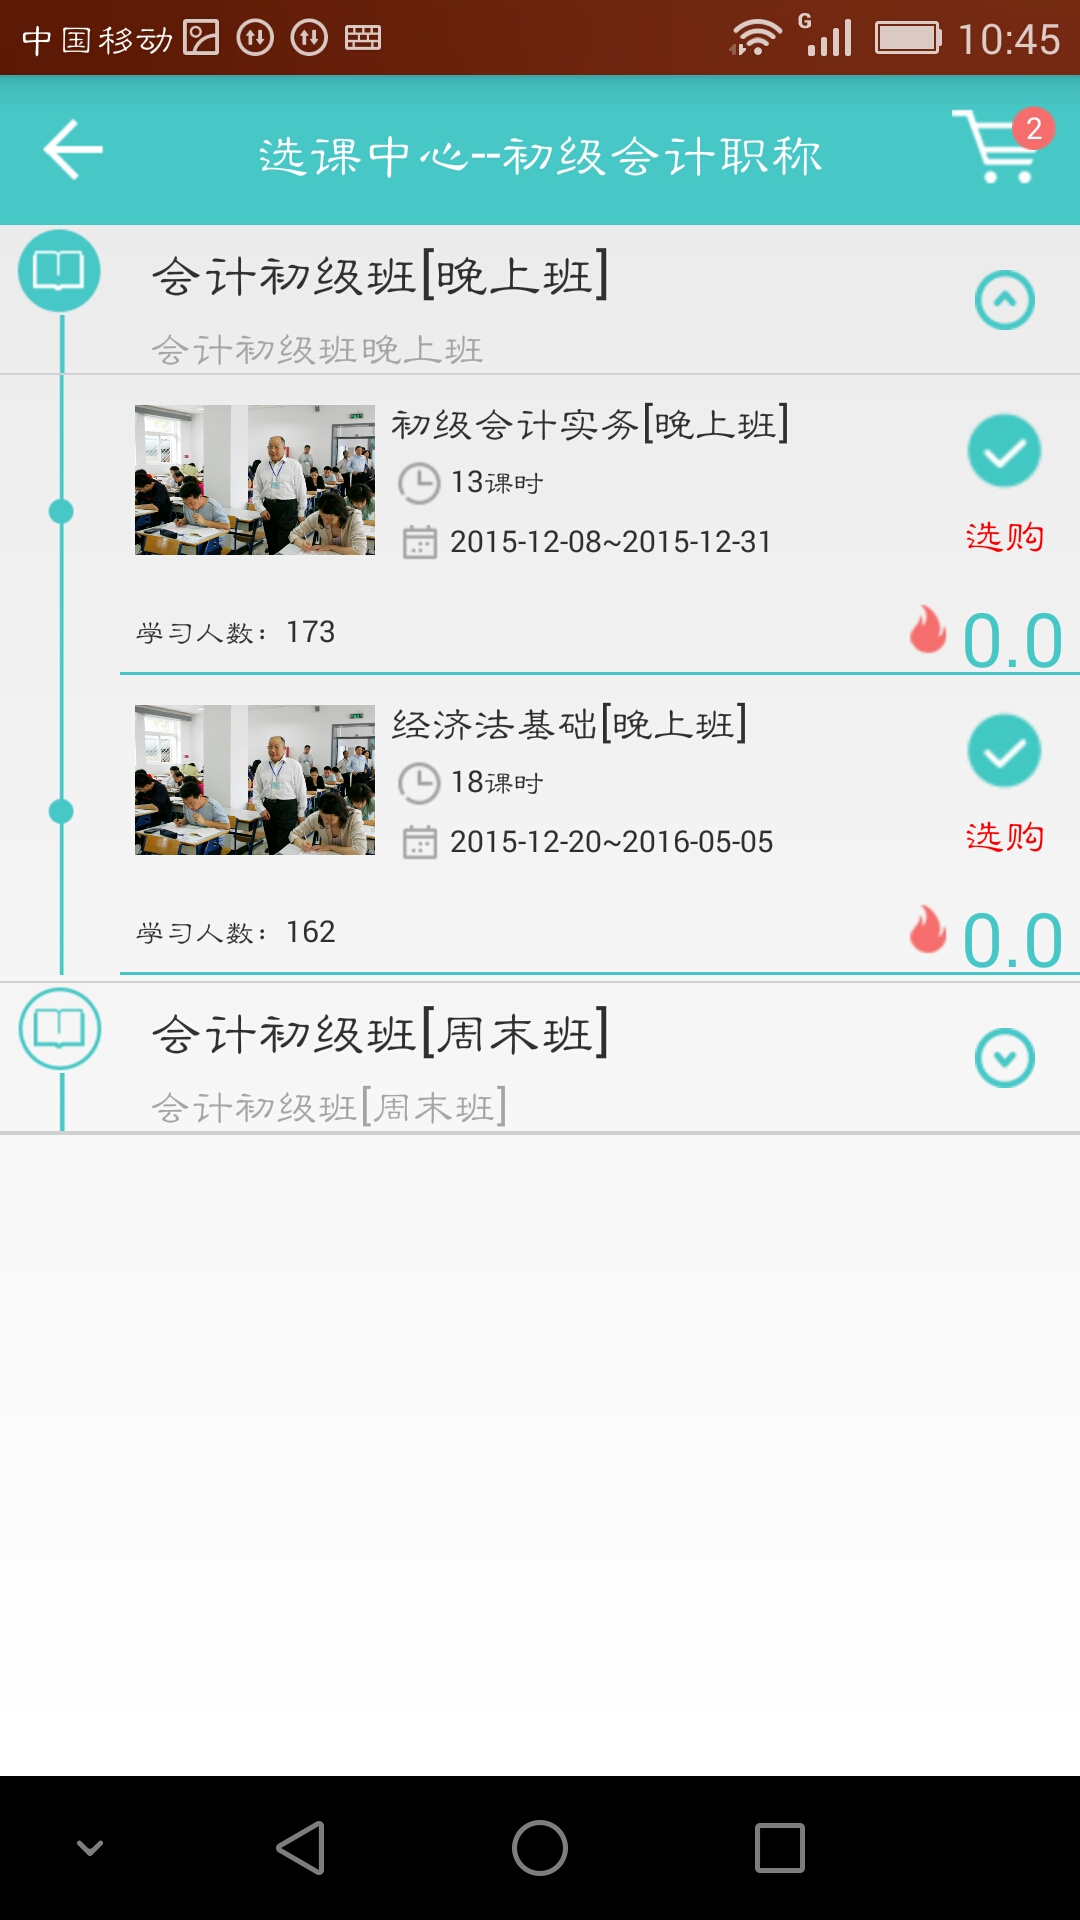 中国移动 G 10:45
选课中心--初级会计职称 2
会计初级班[晚上班]
会计初级班晚上班
初级会计实务[晚上班]
13课时
2015-12-08~2015-12-31
选购
学习人数：173
0.0
经济法基础[晚上班]
18课时
2015-12-20~2016-05-05
选购
学习人数：162
0.0
会计初级班[周末班]
会计初级班[周末班]